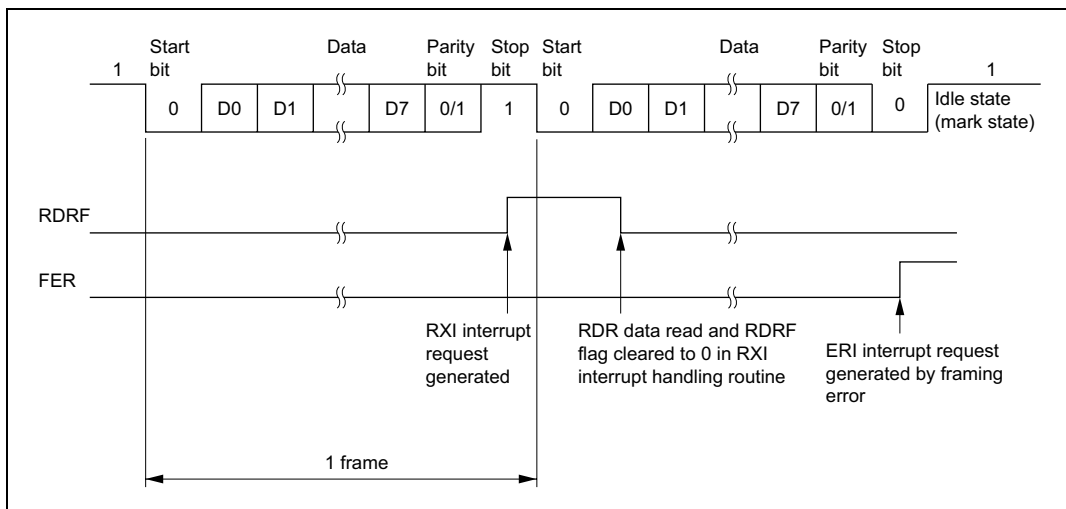 Start Data Parity Stop Start Data Parity Stop
1 bit bit bit bit bit bit 1
0 D0 D1 D7 0/1 1 0 D0 D1 D7 0/1 0 Idle state
(mark state)
RDRF
FER
RXI interrupt
request
generated
RDR data read and RDRF
flag cleared to 0 in RXI
interrupt handling routine
ERI interrupt request
generated by framing
error
1 frame